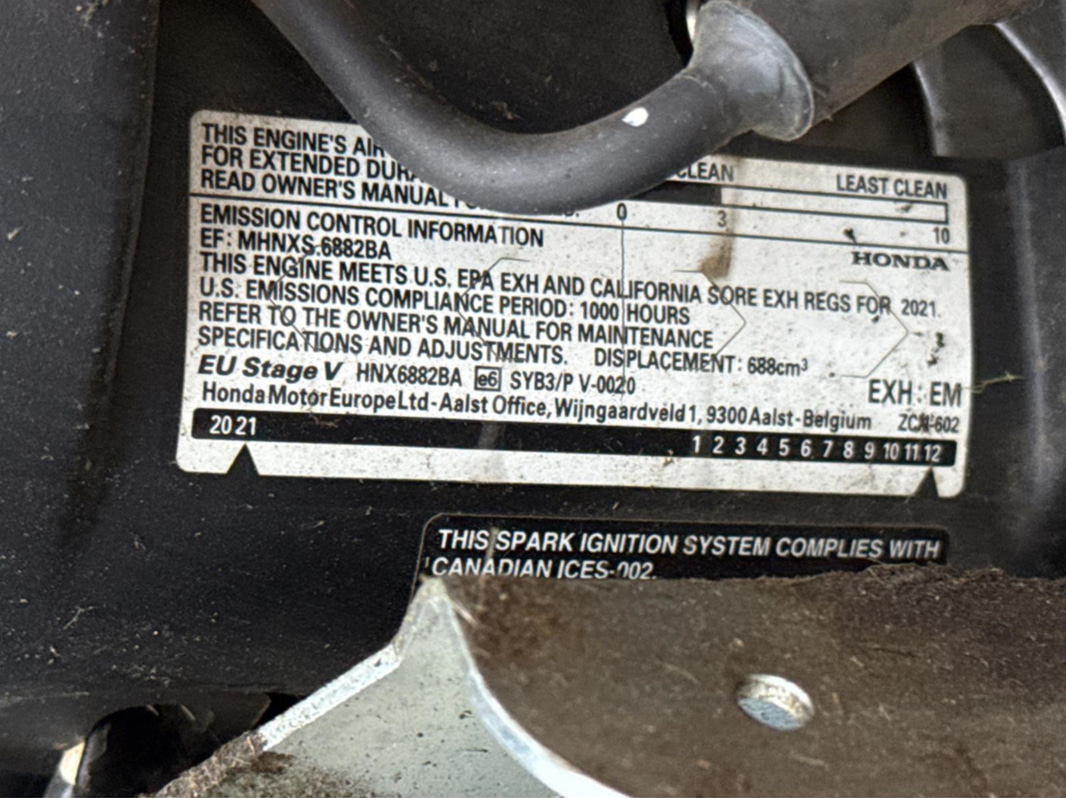 THIS ENGINE'S AIR
FOR EXTENDED DUR
READ OWNER'S MANUAL
CLEAN LEAST CLEAN
0 3 10
EMISSION CONTROL INFORMATION
HONDA
EF: MHNXS.6882BA
THIS ENGINE MEETS U.S. EPA EXH AND CALIFORNIA SORE EXH REGS FOR 2021.
U.S. EMISSIONS COMPLIANCE PERIOD: 1000 HOURS
REFER TO THE OWNER'S MANUAL FOR MAINTENANCE
SPECIFICATIONS AND ADJUSTMENTS. DISPLACEMENT: 688cm³
EU Stage V HNX6882BA e6 SYB3/P V-0020 EXH: EM
Honda Motor Europe Ltd - Aalst Office, Wijngaardveld 1, 9300 Aalst - Belgium
2021 1 2 3 4 5 6 7 8 9 10 11 12
THIS SPARK IGNITION SYSTEM COMPLIES WITH
CANADIAN ICES-002.